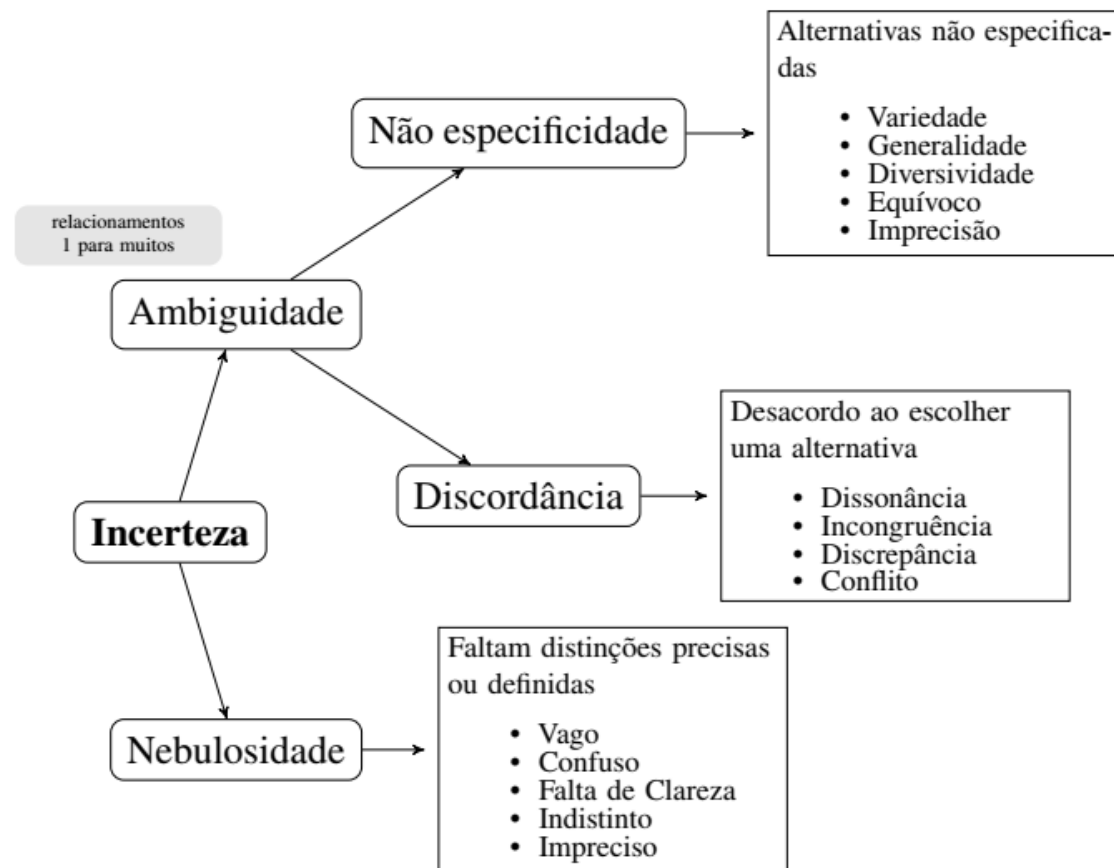 Alternativas não especifica-
das
• Variedade
• Generalidade
• Diversividade
• Equívoco
• Imprecisão
Não especificidade
relacionamentos
1 para muitos
Ambiguidade
Desacordo ao escolher
uma alternativa
• Dissonância
• Incongruência
• Discrepância
• Conflito
Discordância
Incerteza
Faltam distinções precisas
ou definidas
• Vago
• Confuso
• Falta de Clareza
• Indistinto
• Impreciso
Nebulosidade